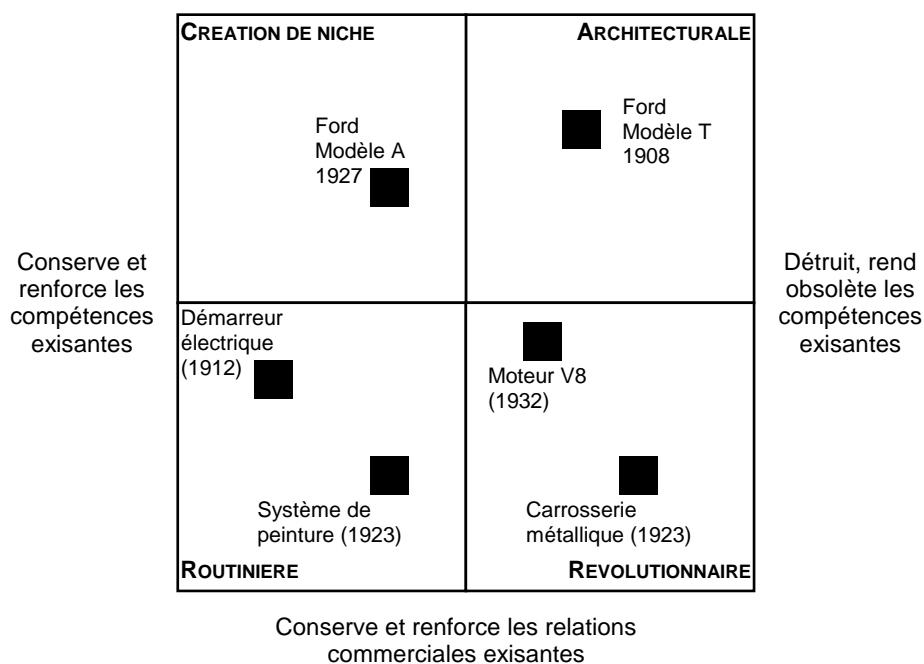 CREATION DE NICHE
ARCHITECTURALE
Ford
Modèle A
1927
Ford
Modèle T
1908
Conserve et
renforce les
compétences
exisantes
Détruit, rend
obsolète les
compétences
exisantes
Démarreur
électrique
(1912)
Moteur V8
(1932)
Système de
peinture (1923)
Carrosserie
métallique (1923)
ROUTINIERE
REVOLUTIONNAIRE
Conserve et renforce les relations
commerciales existantes